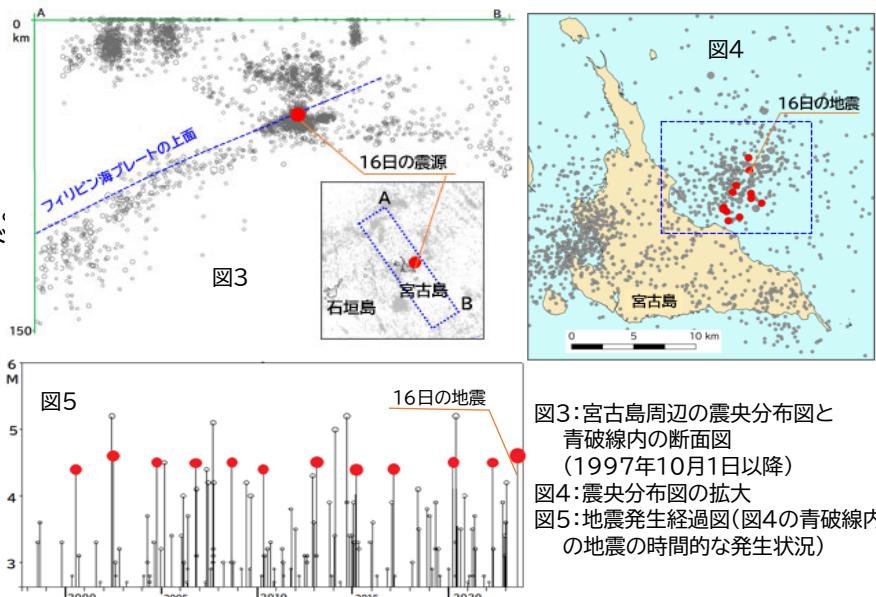 A
B
0
km
フィリピン海プレートの上面
16日の震源
図3
A
宮古島
石垣島
B
150
図4
16日の地震
宮古島
0 5 10 km
6
M
図5
16日の地震
5
4
3
2000 2005 2010 2015 2020
図3:宮古島周辺の震央分布図と
青破線内の断面図
(1997年10月1日以降)
図4:震央分布図の拡大
図5:地震発生経過図(図4の青破線内
の地震の時間的な発生状況)